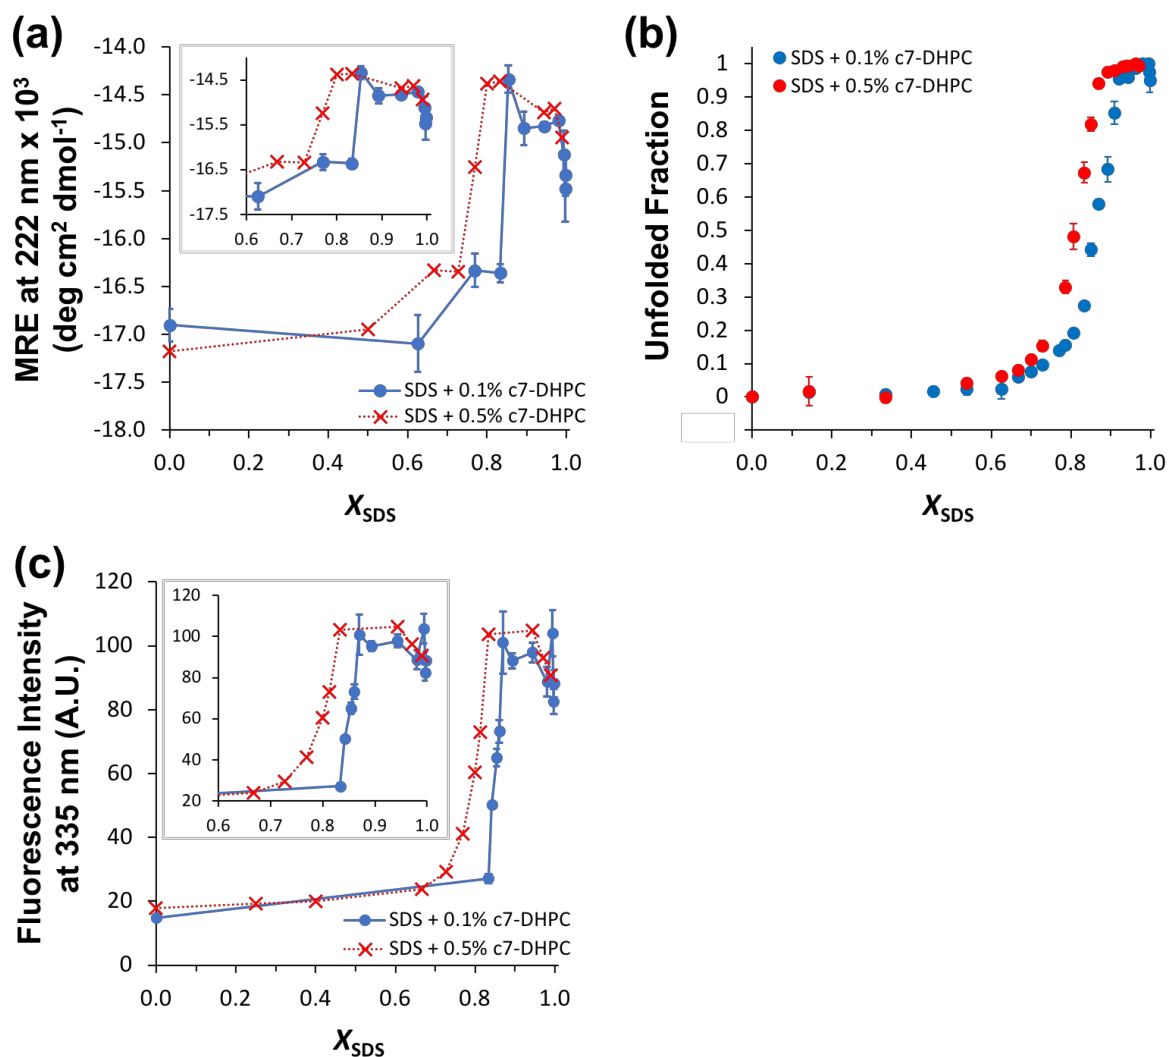 (a)
MRE at 222 nm x 10³
(deg cm² dmol⁻¹)
-14.0
-14.5
-15.0
-15.5
-16.0
-16.5
-17.0
-17.5
-18.0
-14.5
-15.5
-16.5
-17.5
0.6 0.7 0.8 0.9 1.0
SDS + 0.1% c7-DHPC
SDS + 0.5% c7-DHPC
0.0 0.2 0.4 0.6 0.8 1.0
XSDS
(b)
Unfolded Fraction
SDS + 0.1% c7-DHPC
SDS + 0.5% c7-DHPC
1
0.9
0.8
0.7
0.6
0.5
0.4
0.3
0.2
0.1
0
0.0 0.2 0.4 0.6 0.8 1.0
XSDS
(c)
Fluorescence Intensity
at 335 nm (A.U.)
120
100
80
60
40
20
0
120
100
80
60
40
20
0.6 0.7 0.8 0.9 1.0
SDS + 0.1% c7-DHPC
SDS + 0.5% c7-DHPC
0.0 0.2 0.4 0.6 0.8 1.0
XSDS